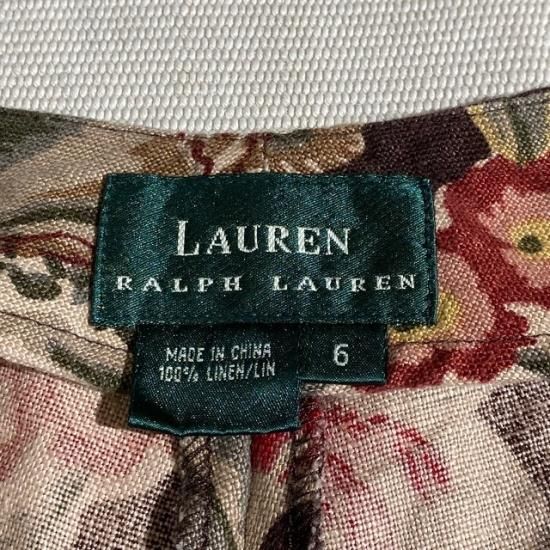 LAUREN
RALPH LAUREN
MADE IN CHINA
100% LINEN/LIN
6